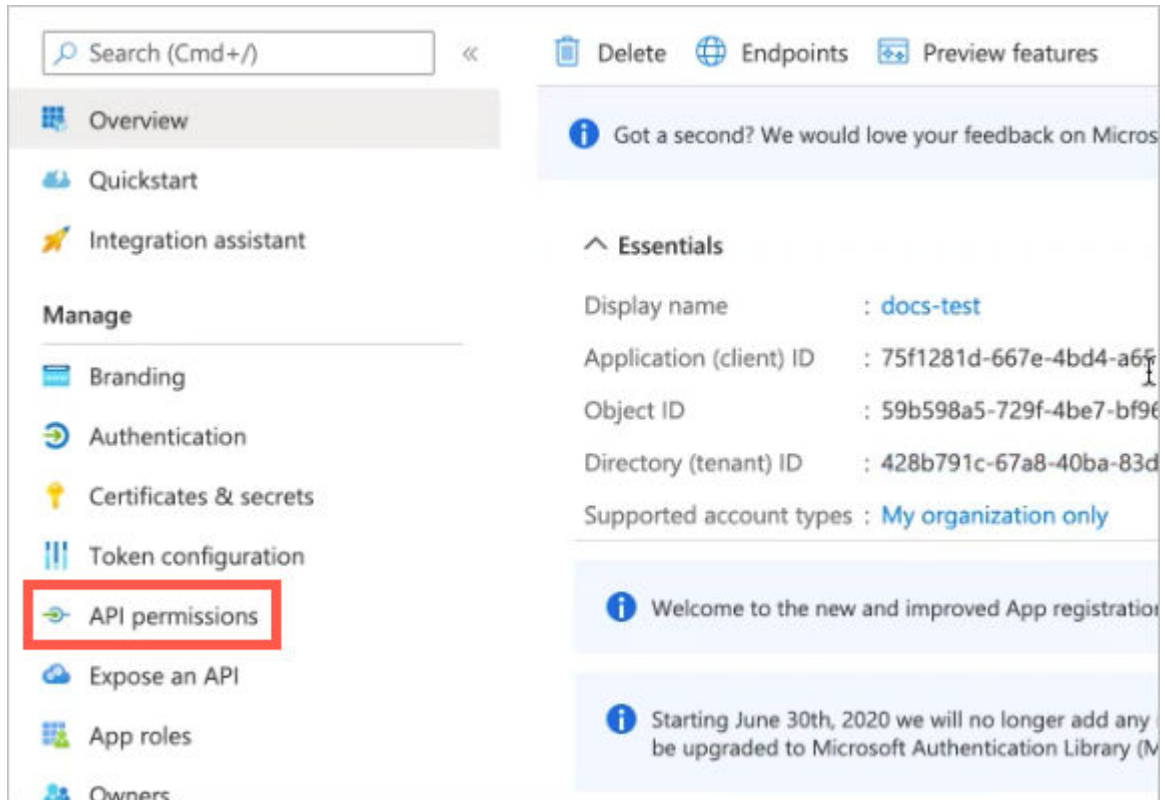 Search (Cmd+/)
«
Overview
Quickstart
Integration assistant
Manage
Branding
Authentication
Certificates & secrets
Token configuration
API permissions
Expose an API
App roles
Owners
Delete Endpoints Preview features
Got a second? We would love your feedback on Micros
Essentials
Display name : docs-test
Application (client) ID : 75f1281d-667e-4bd4-a65
Object ID : 59b598a5-729f-4be7-bf96
Directory (tenant) ID : 428b791c-67a8-40ba-83d
Supported account types : My organization only
Welcome to the new and improved App registration
Starting June 30th, 2020 we will no longer add any
be upgraded to Microsoft Authentication Library (M